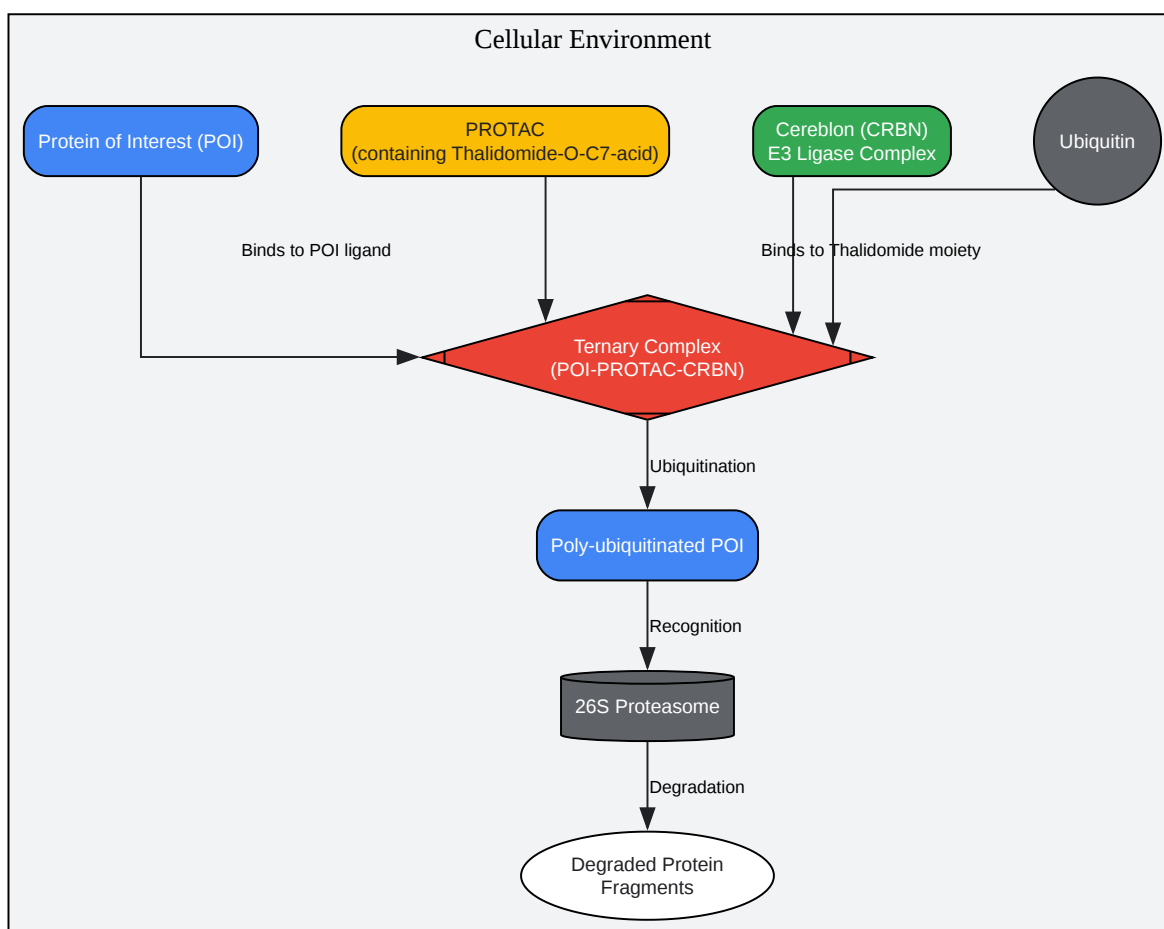 Cellular Environment
Protein of Interest (POI)
PROTAC
(containing Thalidomide-O-C7-acid)
Cereblon (CRBN)
E3 Ligase Complex
Ubiquitin
Binds to POI ligand
Binds to Thalidomide moiety
Ternary Complex
(POI-PROTAC-CRBN)
Ubiquitination
Poly-ubiquitinated POI
Recognition
26S Proteasome
Degradation
Degraded Protein
Fragments